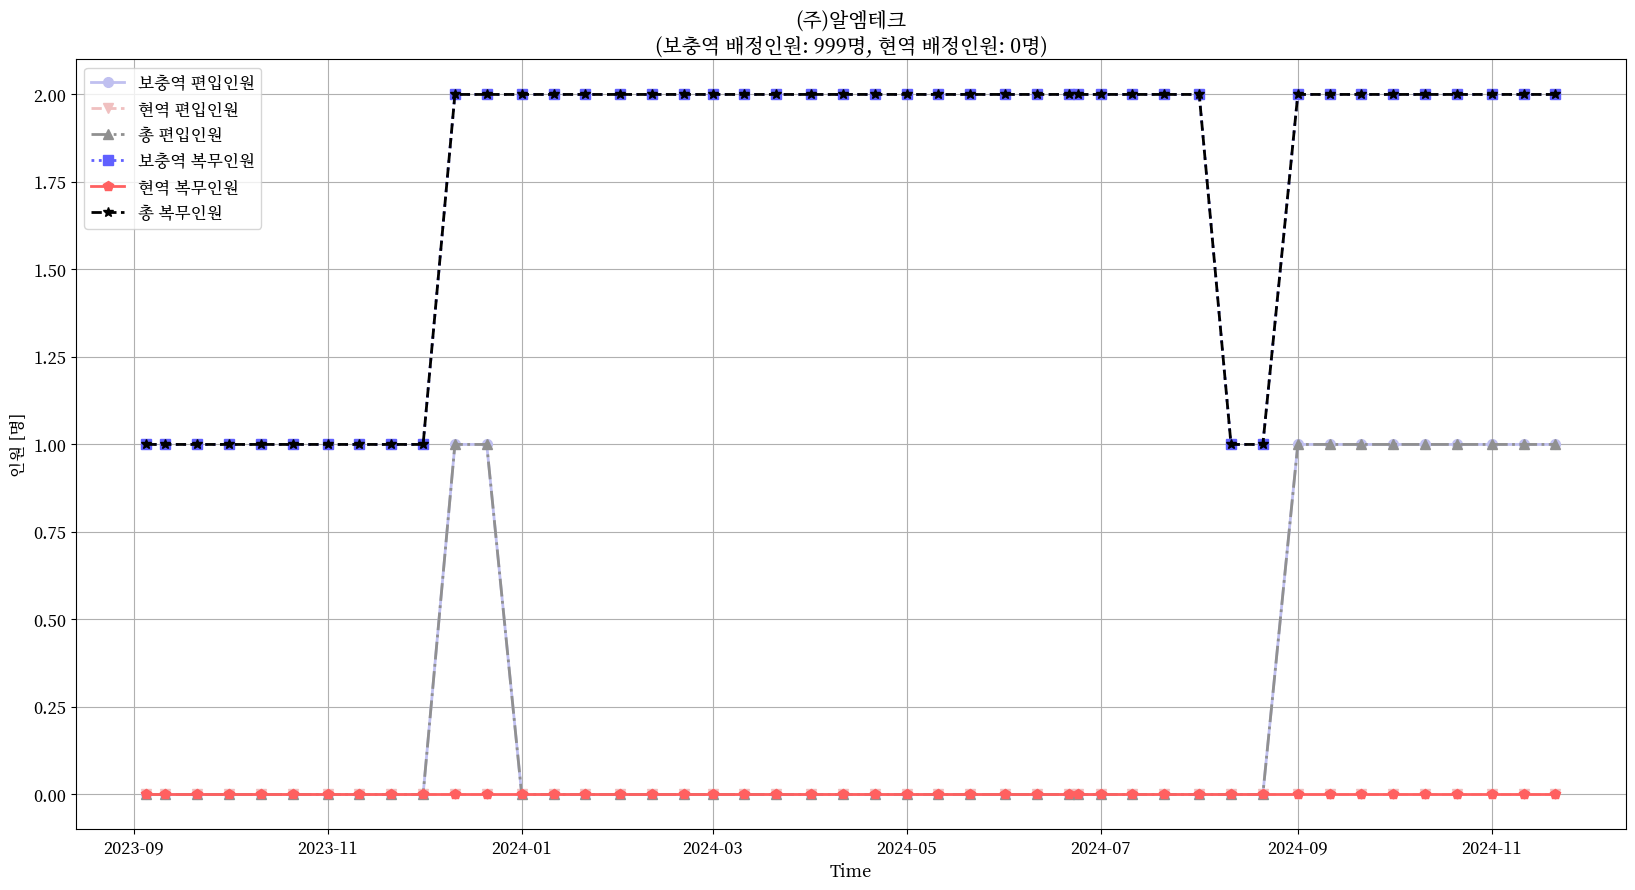 (주)알엠테크
(보충역 배정인원: 999명, 현역 배정인원: 0명)
보충역 편입인원
현역 편입인원
총 편입인원
보충역 복무인원
현역 복무인원
총 복무인원
2.00
1.75
1.50
1.25
1.00
0.75
0.50
0.25
0.00
인원 [명]
2023-09
2023-11
2024-01
2024-03
2024-05
2024-07
2024-09
2024-11
Time